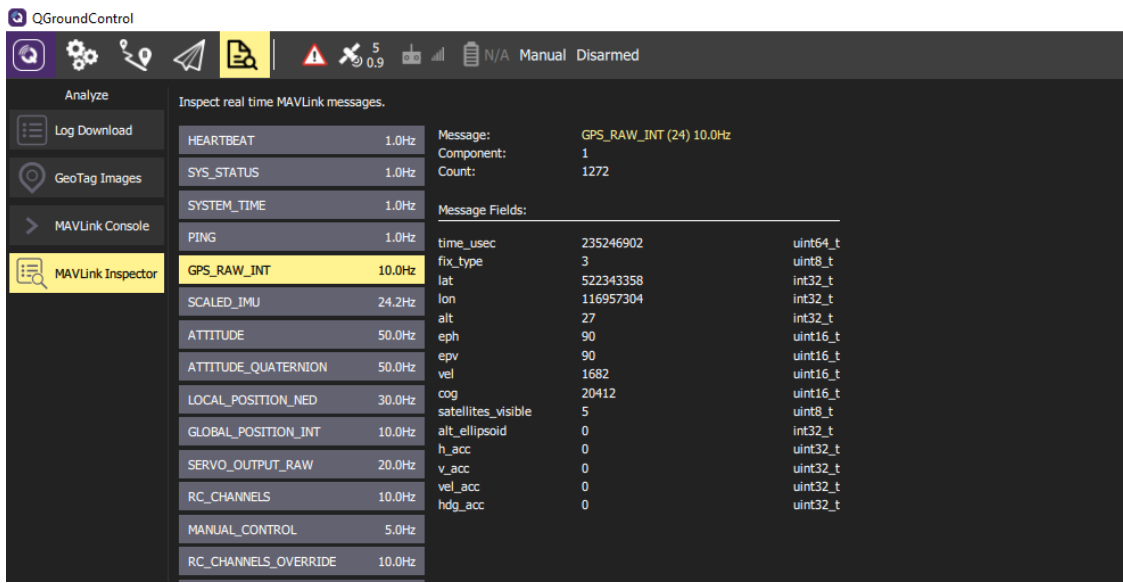 QGroundControl
5
0.9
N/A Manual Disarmed
Analyze
Log Download
GeoTag Images
MAVLink Console
MAVLink Inspector
Inspect real time MAVLink messages.
HEARTBEAT 1.0Hz
SYS_STATUS 1.0Hz
SYSTEM_TIME 1.0Hz
PING 1.0Hz
GPS_RAW_INT 10.0Hz
SCALED_IMU 24.2Hz
ATTITUDE 50.0Hz
ATTITUDE_QUATERNION 50.0Hz
LOCAL_POSITION_NED 30.0Hz
GLOBAL_POSITION_INT 10.0Hz
SERVO_OUTPUT_RAW 20.0Hz
RC_CHANNELS 10.0Hz
MANUAL_CONTROL 5.0Hz
RC_CHANNELS_OVERRIDE 10.0Hz
Message: GPS_RAW_INT (24) 10.0Hz
Component: 1
Count: 1272
Message Fields:
time_usec 235246902 uint64_t
fix_type 3 uint8_t
lat 522343358 int32_t
lon 116957304 int32_t
alt 27 int32_t
eph 90 uint16_t
epv 90 uint16_t
vel 1682 uint16_t
cog 20412 uint16_t
satellites_visible 5 uint8_t
alt_ellipsoid 0 int32_t
h_acc 0 uint32_t
v_acc 0 uint32_t
vel_acc 0 uint32_t
hdg_acc 0 uint32_t